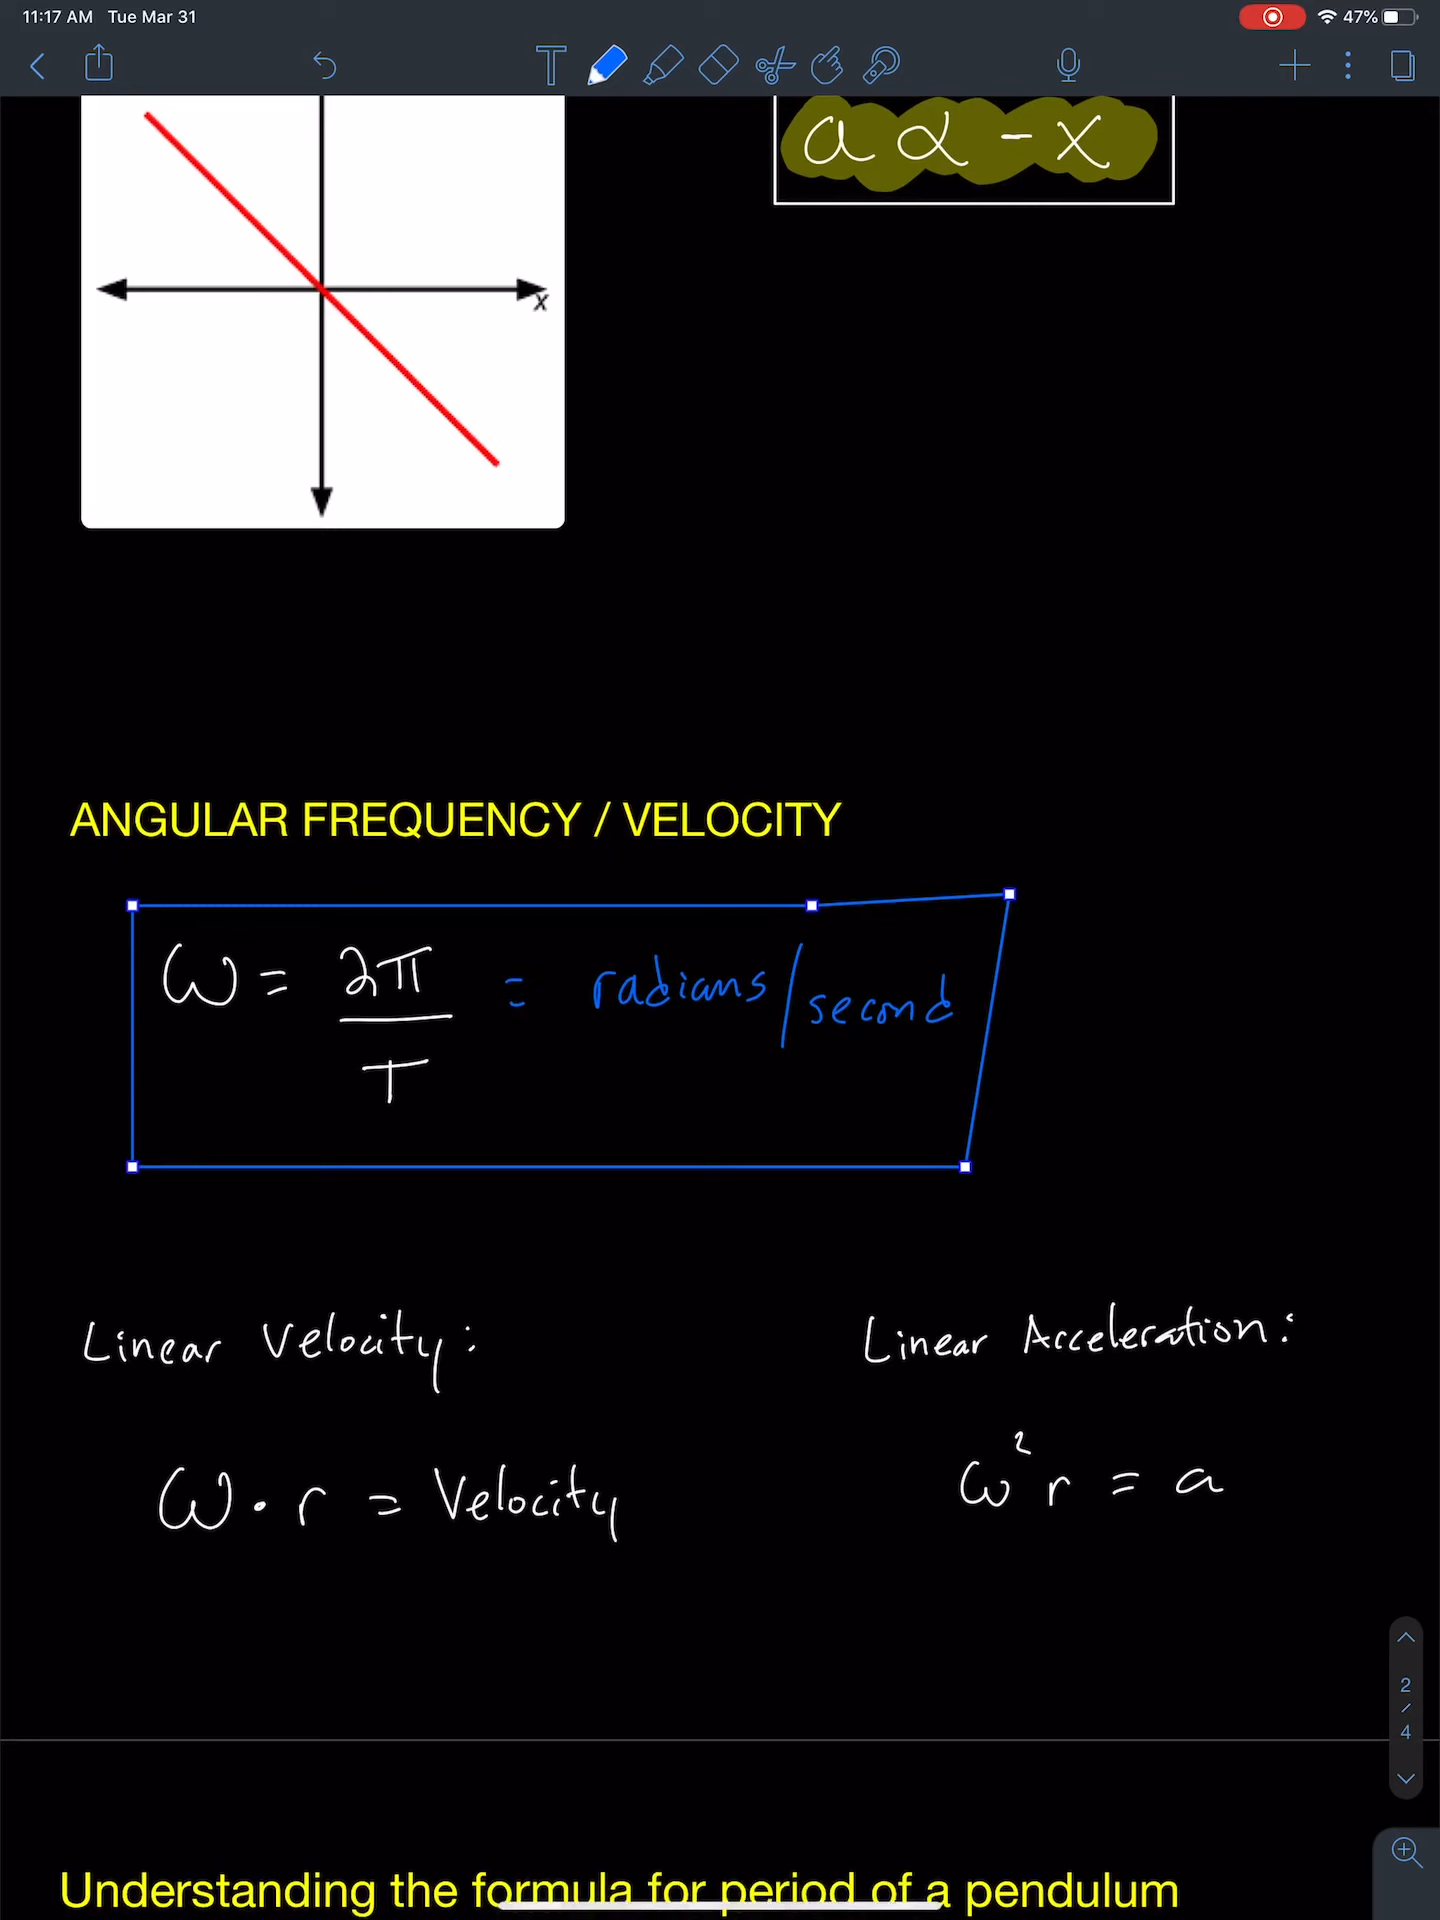 11:17 AM Tue Mar 31
47%
T
a α - x
x
ANGULAR FREQUENCY / VELOCITY
ω = 2π / T = radians / second
Linear Velocity:
Linear Acceleration:
ω · r = Velocity
ω² r = a
2 / 4
Understanding the formula for period of a pendulum